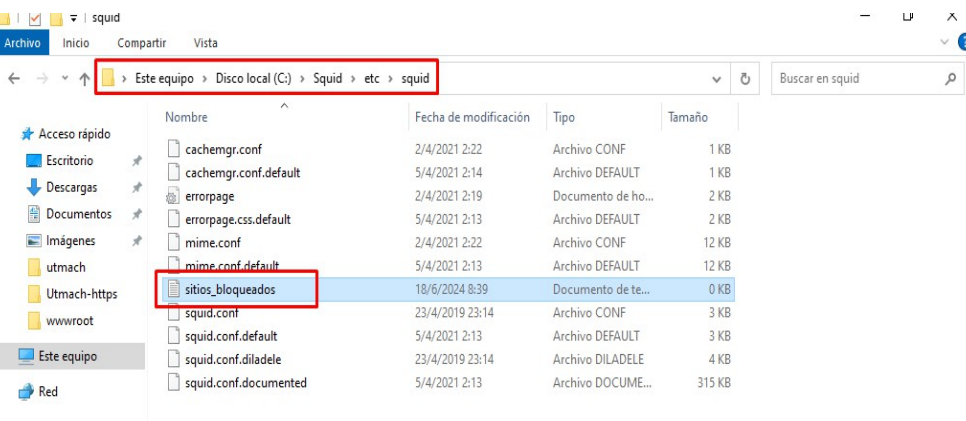 squid
Archivo Inicio Compartir Vista
Este equipo > Disco local (C:) > Squid > etc > squid Buscar en squid
Nombre Fecha de modificación Tipo Tamaño
Acceso rápido
Escritorio
Descargas
Documentos
Imágenes
utmach
Utmach-https
wwwroot
Este equipo
Red
cachemgr.conf 2/4/2021 2:22 Archivo CONF 1 KB
cachemgr.conf.default 5/4/2021 2:14 Archivo DEFAULT 1 KB
errorpage 2/4/2021 2:19 Documento de ho... 2 KB
errorpage.css.default 5/4/2021 2:13 Archivo DEFAULT 2 KB
mime.conf 2/4/2021 2:22 Archivo CONF 12 KB
mime.conf.default 5/4/2021 2:13 Archivo DEFAULT 12 KB
sitios_bloqueados 18/6/2024 8:39 Documento de te... 0 KB
squid.conf 23/4/2019 23:14 Archivo CONF 3 KB
squid.conf.default 5/4/2021 2:13 Archivo DEFAULT 3 KB
squid.conf.diladele 23/4/2019 23:14 Archivo DILADELE 4 KB
squid.conf.documented 5/4/2021 2:13 Archivo DOCUME... 315 KB